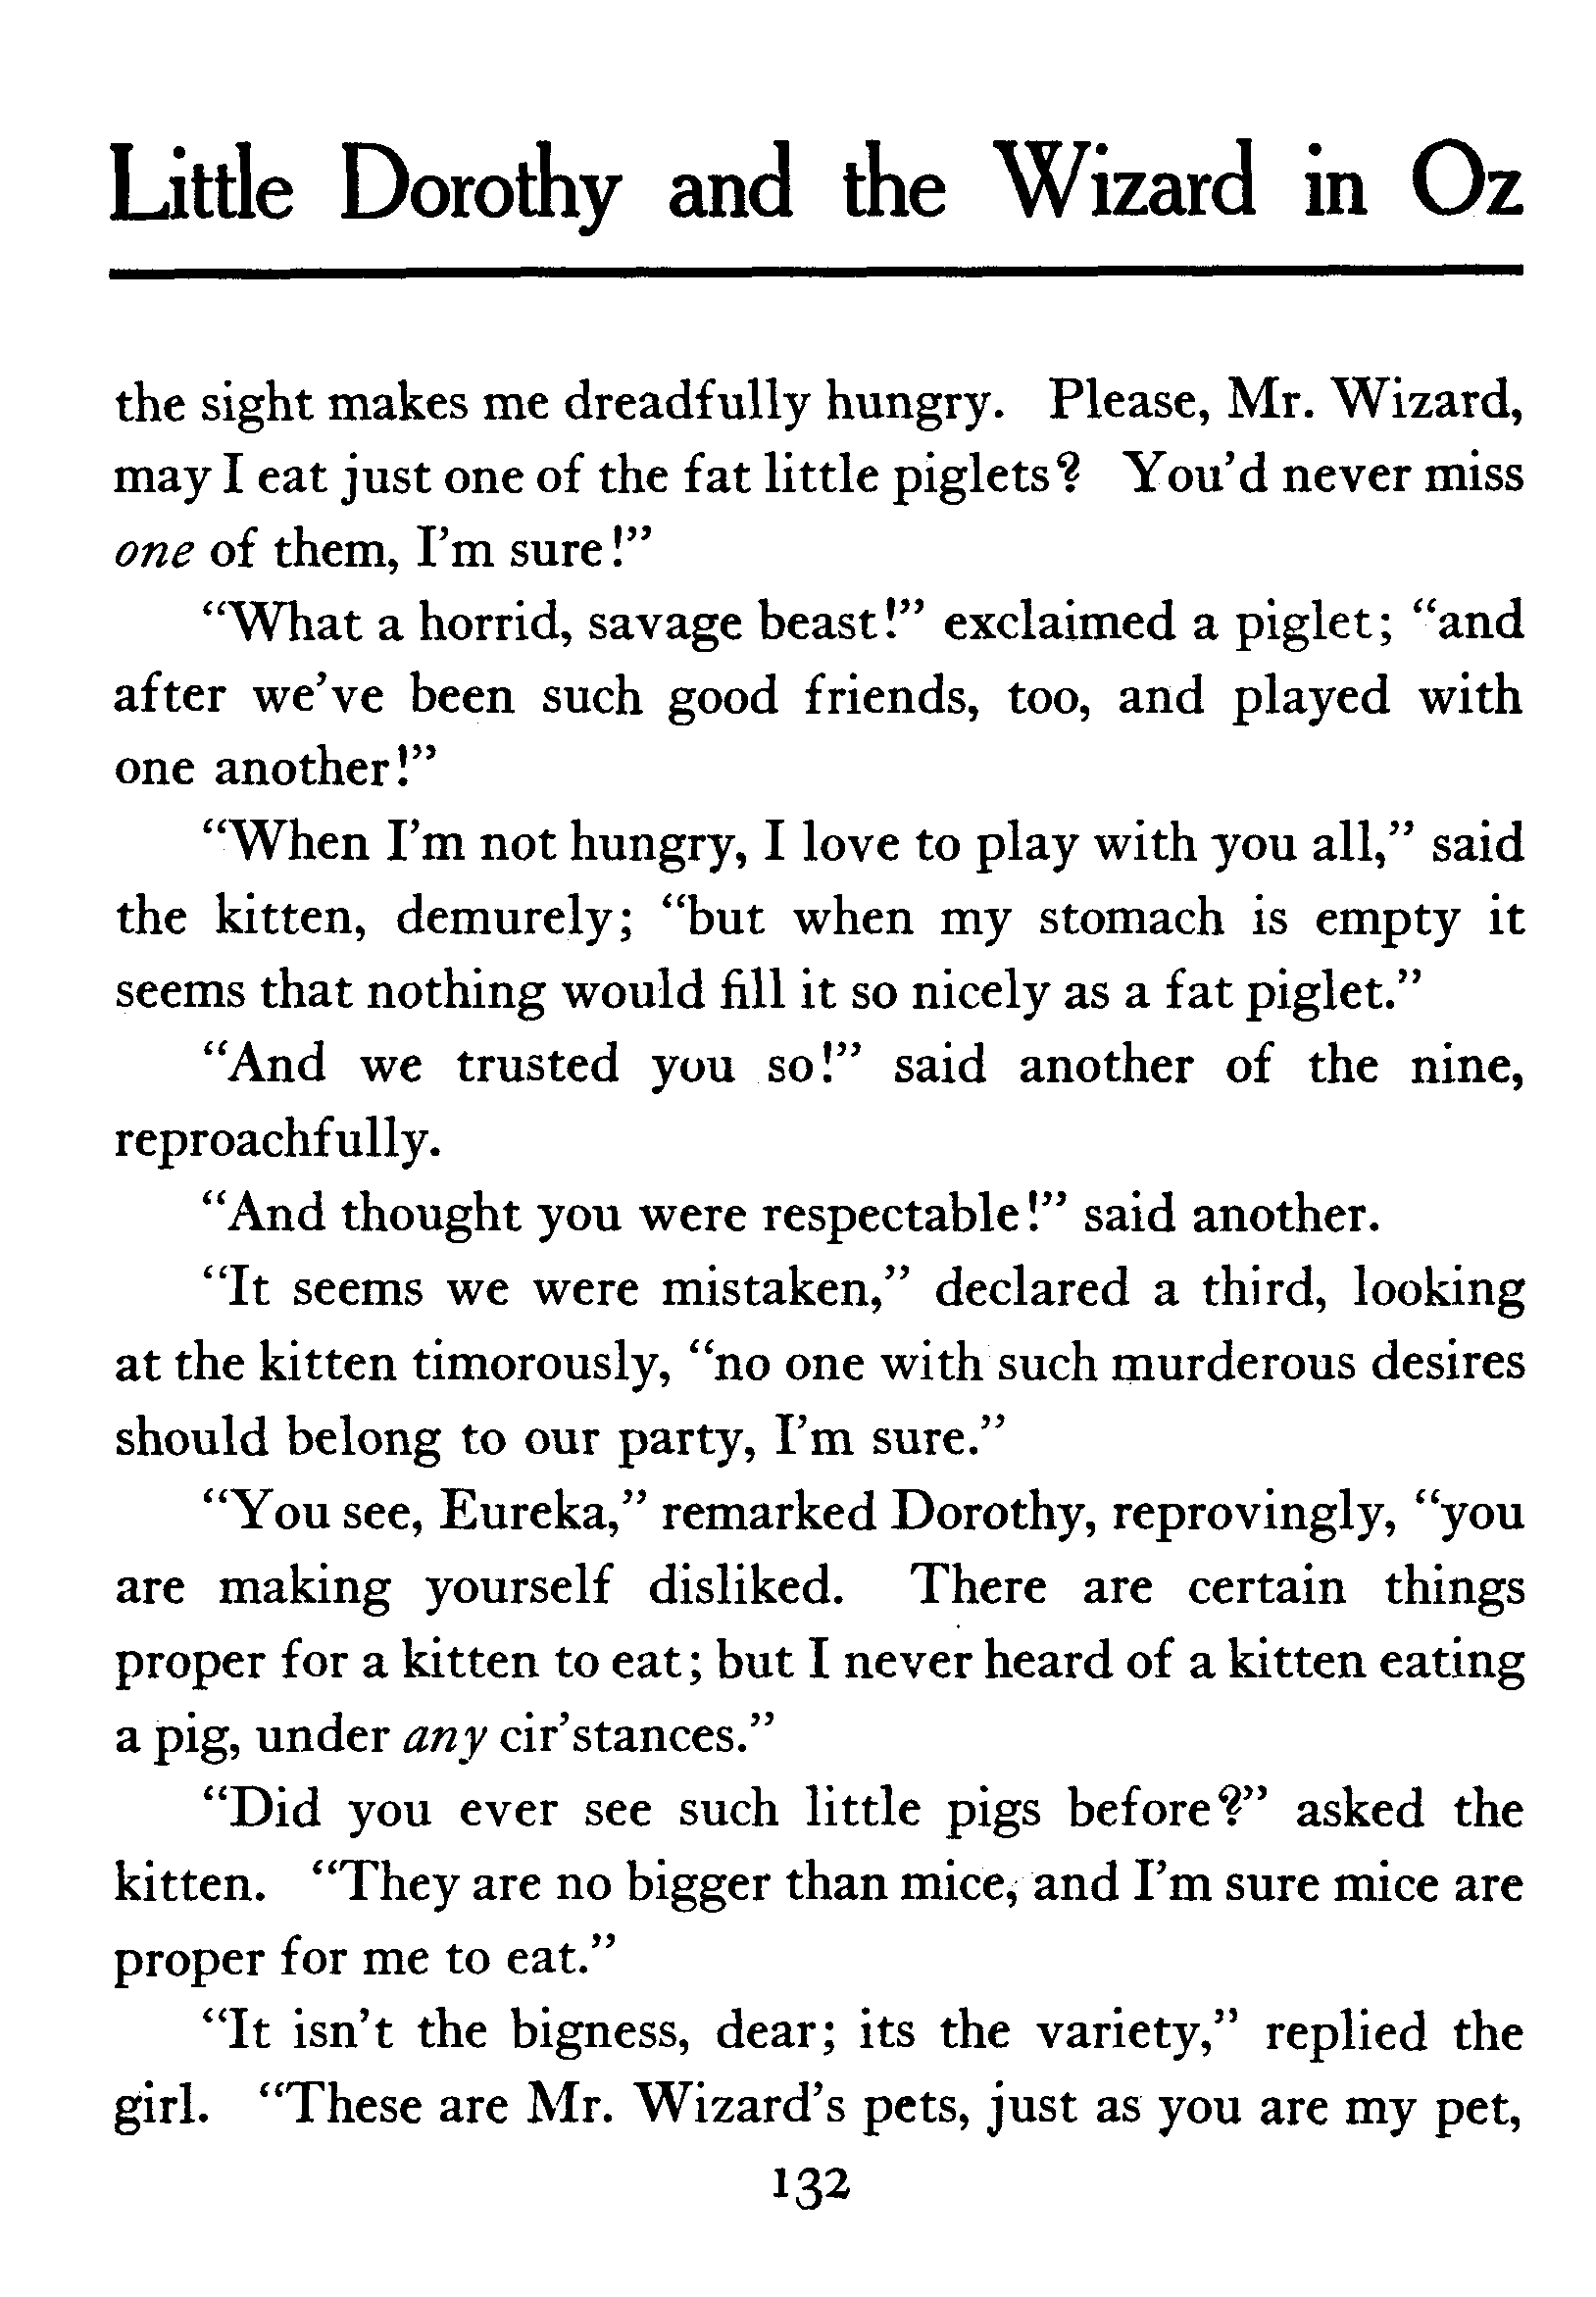 Little Dorothy and the Wizard in Oz
the sight makes me dreadfully hungry. Please, Mr. Wizard,
may I eat just one of the fat little piglets? You'd never miss
one of them, I'm sure!"
"What a horrid, savage beast!" exclaimed a piglet; "and
after we've been such good friends, too, and played with
one another!"
"When I'm not hungry, I love to play with you all," said
the kitten, demurely; "but when my stomach is empty it
seems that nothing would fill it so nicely as a fat piglet."
"And we trusted you so!" said another of the nine,
reproachfully.
"And thought you were respectable!" said another.
"It seems we were mistaken," declared a third, looking
at the kitten timorously, "no one with such murderous desires
should belong to our party, I'm sure."
"You see, Eureka," remarked Dorothy, reprovingly, "you
are making yourself disliked. There are certain things
proper for a kitten to eat; but I never heard of a kitten eating
a pig, under any cir'stances."
"Did you ever see such little pigs before?" asked the
kitten. "They are no bigger than mice, and I'm sure mice are
proper for me to eat."
"It isn't the bigness, dear; its the variety," replied the
girl. "These are Mr. Wizard's pets, just as you are my pet,
132